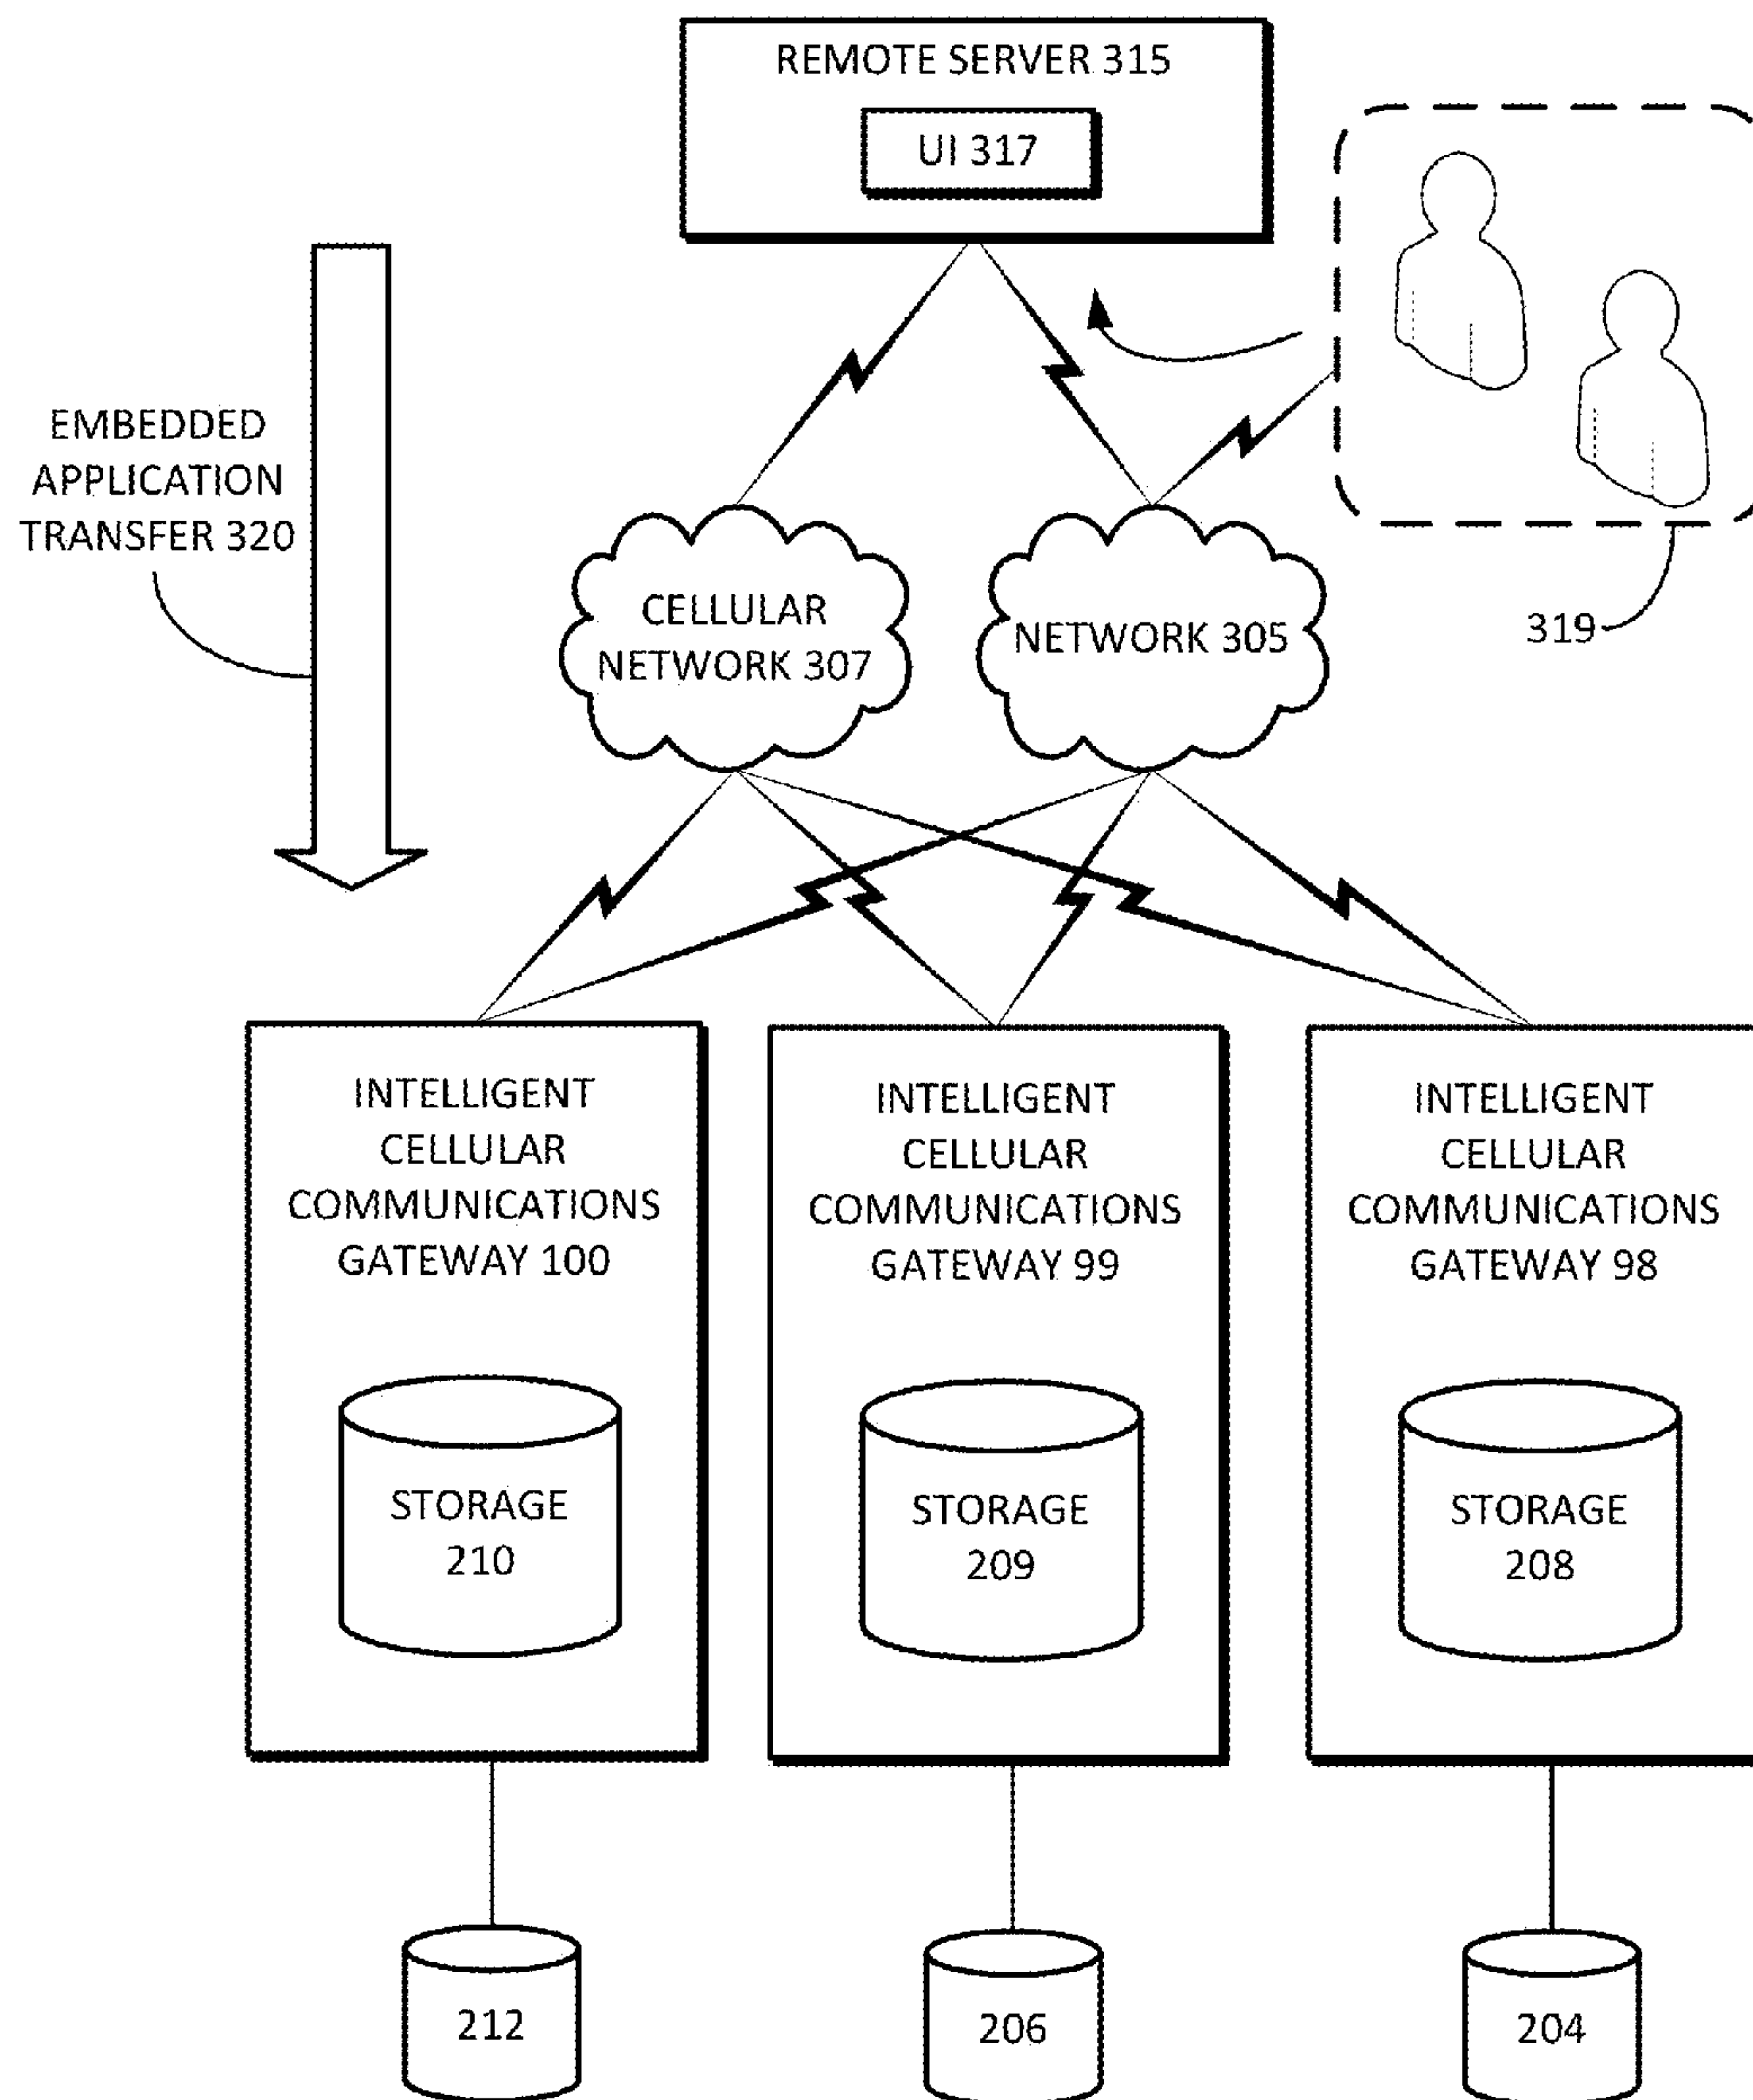 REMOTE SERVER 315
UI 317
EMBEDDED
APPLICATION
TRANSFER 320
CELLULAR
NETWORK 307
NETWORK 305
319
INTELLIGENT
CELLULAR
COMMUNICATIONS
GATEWAY 100
STORAGE
210
INTELLIGENT
CELLULAR
COMMUNICATIONS
GATEWAY 99
STORAGE
209
INTELLIGENT
CELLULAR
COMMUNICATIONS
GATEWAY 98
STORAGE
208
212
206
204